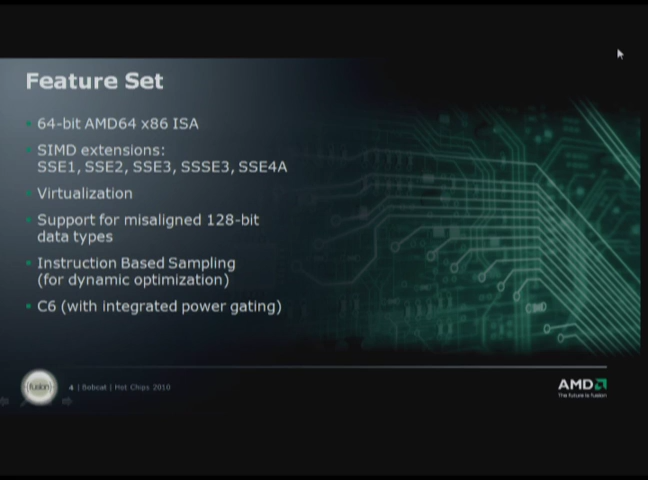 Feature Set
64-bit AMD64 x86 ISA
SIMD extensions:
SSE1, SSE2, SSE3, SSSE3, SSE4A
Virtualization
Support for misaligned 128-bit
data types
Instruction Based Sampling
(for dynamic optimization)
C6 (with integrated power gating)
fusion
4 | Bobcat | Hot Chips 2010
AMD
The future is fusion